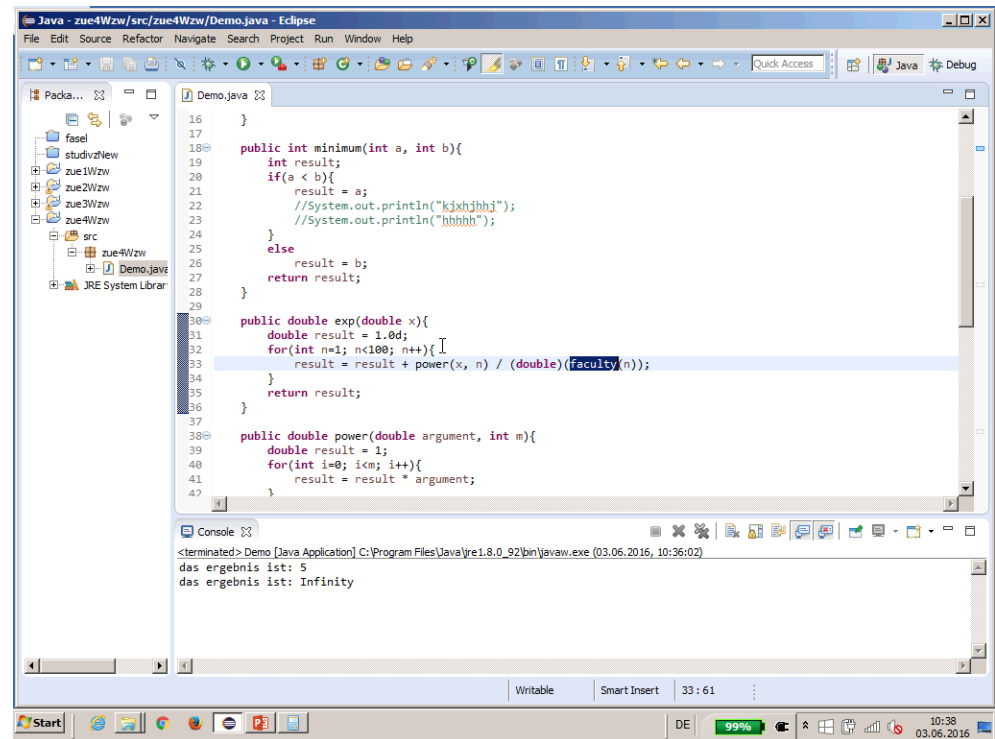 Java - zue4Wzw/src/zue4Wzw/Demo.java - Eclipse
File Edit Source Refactor Navigate Search Project Run Window Help
Quick Access Java Debug
Packa...
fasel
studivzNew
zue1Wzw
zue2Wzw
zue3Wzw
zue4Wzw
src
zue4Wzw
Demo.java
JRE System Librar
Demo.java
16 }
17
18 public int minimum(int a, int b){
19 int result;
20 if(a < b){
21 result = a;
22 //System.out.println("kjxhjhhj");
23 //System.out.println("hhhhh");
24 }
25 else
26 result = b;
27 return result;
28 }
29
30 public double exp(double x){
31 double result = 1.0d;
32 for(int n=1; n<100; n++){
33 result = result + power(x, n) / (double)(faculty(n));
34 }
35 return result;
36 }
37
38 public double power(double argument, int m){
39 double result = 1;
40 for(int i=0; i<m; i++){
41 result = result * argument;
42 }
Console
<terminated> Demo [Java Application] C:\Program Files\Java\jre1.8.0_92\bin\javaw.exe (03.06.2016, 10:36:02)
das ergebnis ist: 5
das ergebnis ist: Infinity
Writable Smart Insert 33 : 61
Start DE 99% 10:38
03.06.2016